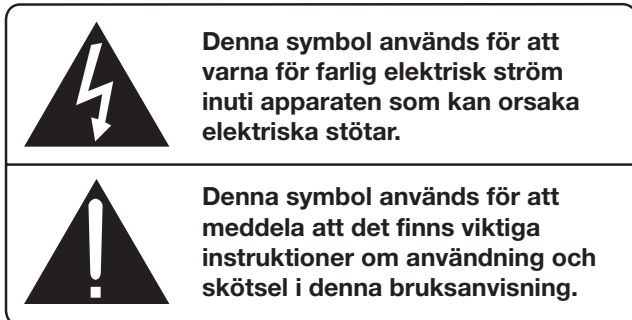 Denna symbol används för att
varna för farlig elektrisk ström
inuti apparaten som kan orsaka
elektriska stötar.
Denna symbol används för att
meddela att det finns viktiga
instruktioner om användning och
skötsel i denna bruksanvisning.